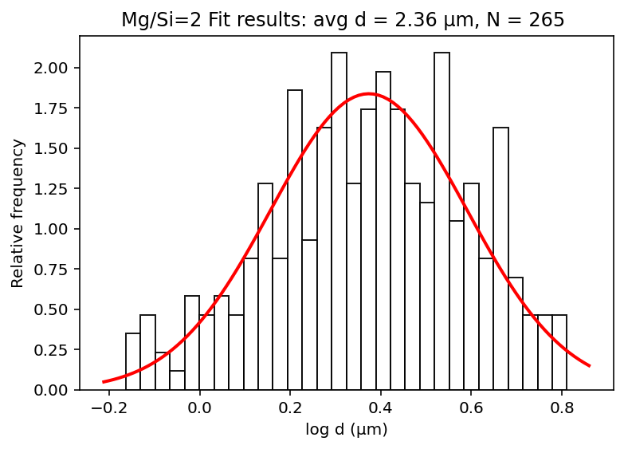 Mg/Si=2 Fit results: avg d = 2.36 μm, N = 265
Relative frequency
2.00
1.75
1.50
1.25
1.00
0.75
0.50
0.25
0.00
−0.2 0.0 0.2 0.4 0.6 0.8
log d (μm)